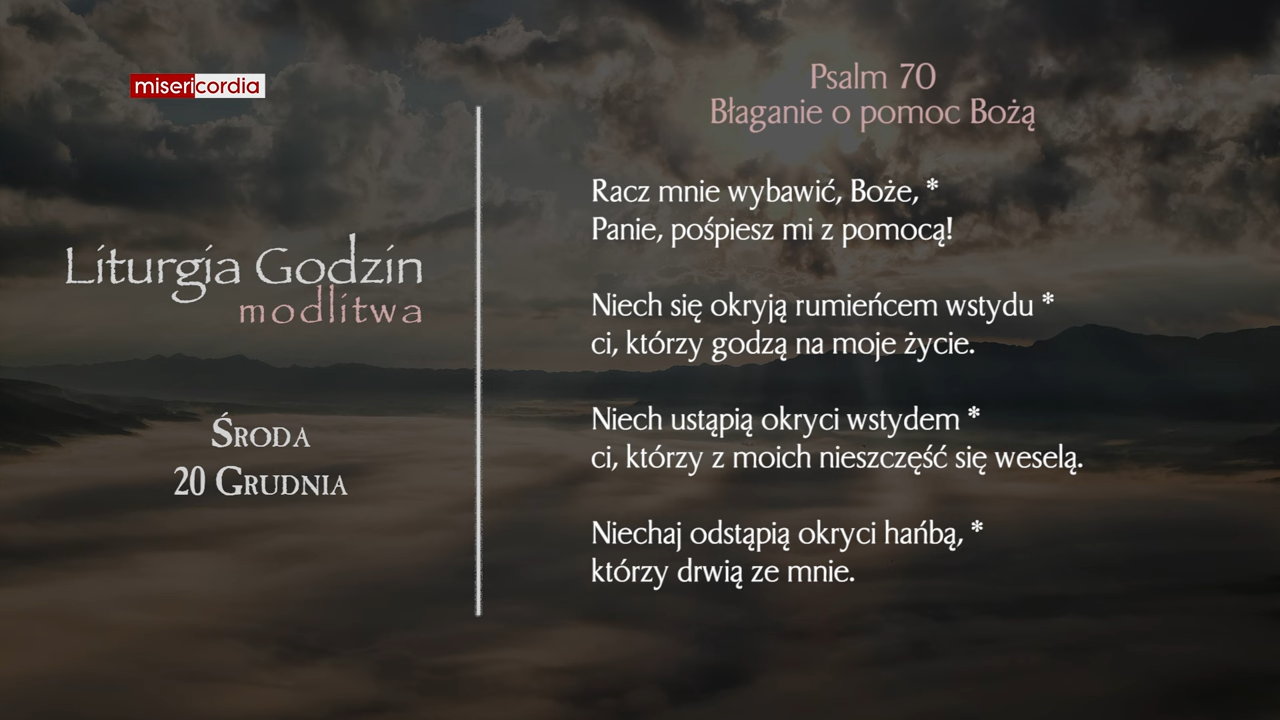 misericordia
Liturgia Godzin
modlitwa
Środa
20 Grudnia
Psalm 70
Błaganie o pomoc Bożą
Racz mnie wybawić, Boże, *
Panie, pośpiesz mi z pomocą!
Niech się okryją rumieńcem wstydu *
ci, którzy godzą na moje życie.
Niech ustąpią okryci wstydem *
ci, którzy z moich nieszczęść się weselą.
Niechaj odstąpią okryci hańbą, *
którzy drwią ze mnie.